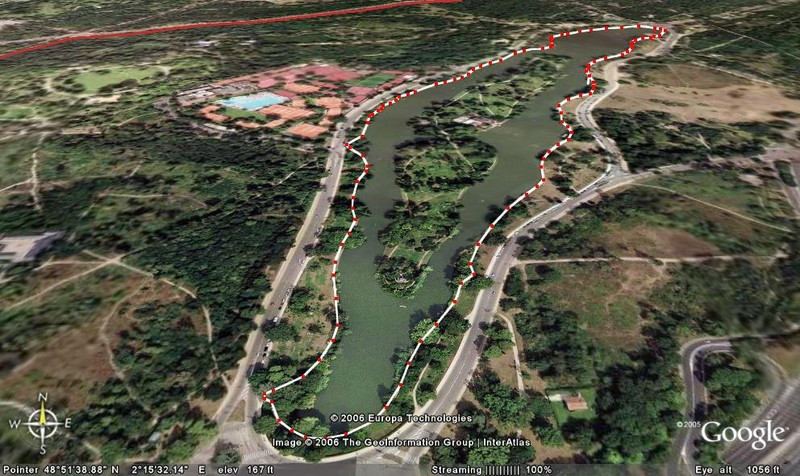 N
W E
S
© 2006 Europa Technologies
Image © 2006 The GeoInformation Group | InterAtlas
©2005 Google
Pointer 48°51'38.88" N 2°15'32.14" E elev 167 ft Streaming |||||||||| 100% Eye alt 1056 ft